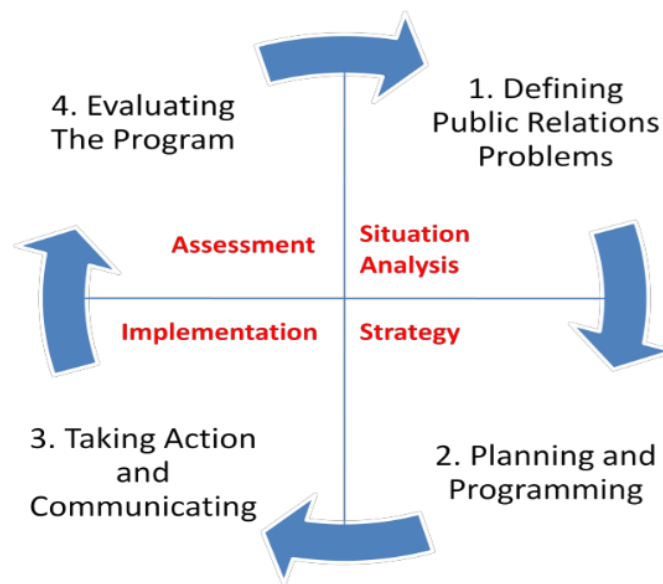 1. Defining
Public Relations
Problems
Situation
Analysis
2. Planning and
Programming
Strategy
3. Taking Action
and
Communicating
Implementation
4. Evaluating
The Program
Assessment